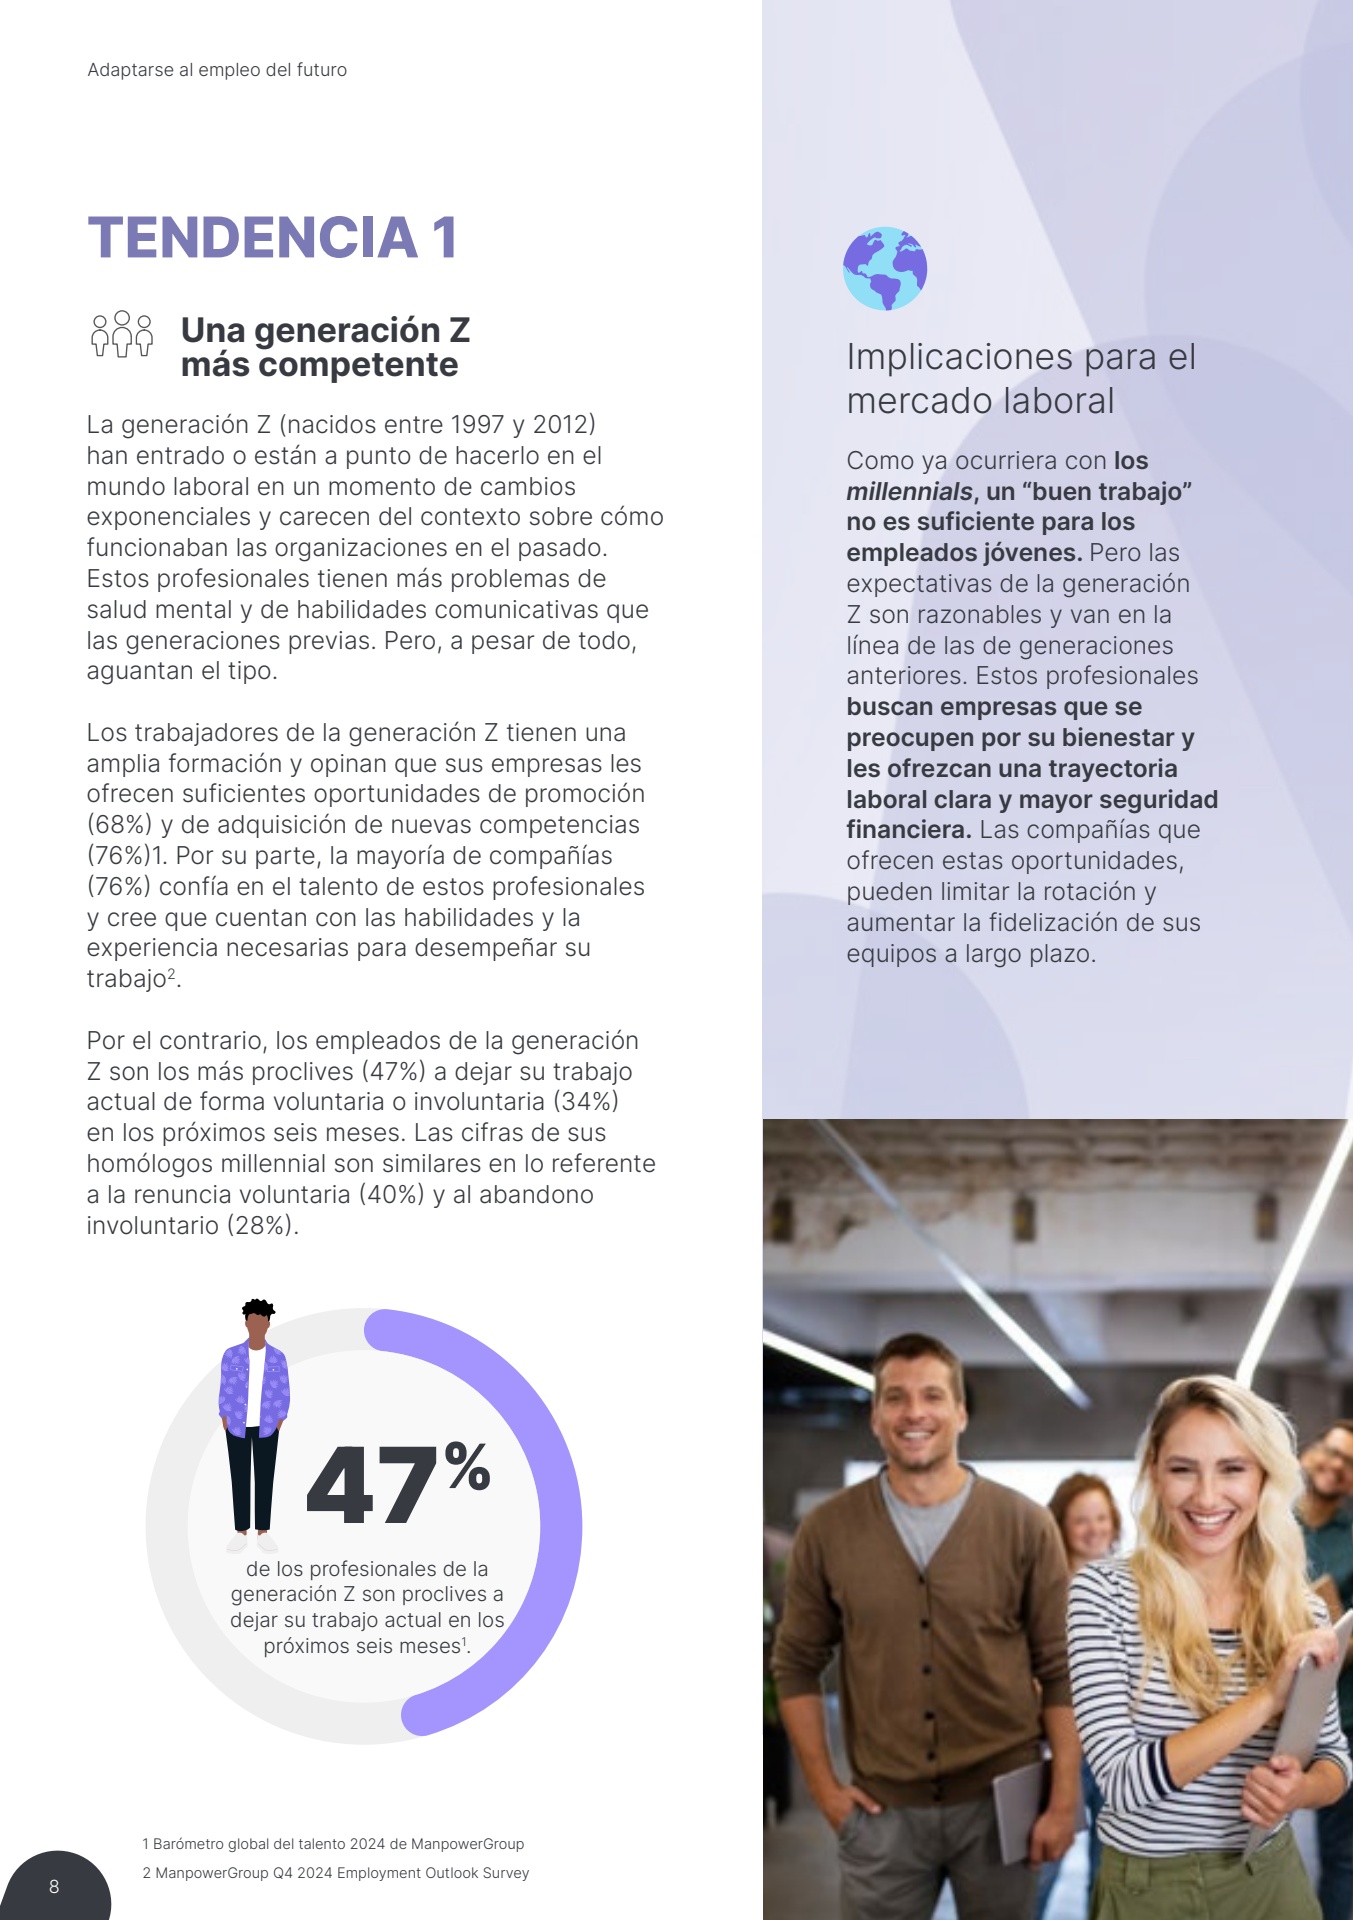 Adaptarse al empleo del futuro
TENDENCIA 1
Una generación Z
más competente
La generación Z (nacidos entre 1997 y 2012)
han entrado o están a punto de hacerlo en el
mundo laboral en un momento de cambios
exponenciales y carecen del contexto sobre cómo
funcionaban las organizaciones en el pasado.
Estos profesionales tienen más problemas de
salud mental y de habilidades comunicativas que
las generaciones previas. Pero, a pesar de todo,
aguantan el tipo.
Los trabajadores de la generación Z tienen una
amplia formación y opinan que sus empresas les
ofrecen suficientes oportunidades de promoción
(68%) y de adquisición de nuevas competencias
(76%)1. Por su parte, la mayoría de compañías
(76%) confía en el talento de estos profesionales
y cree que cuentan con las habilidades y la
experiencia necesarias para desempeñar su
trabajo².
Por el contrario, los empleados de la generación
Z son los más proclives (47%) a dejar su trabajo
actual de forma voluntaria o involuntaria (34%)
en los próximos seis meses. Las cifras de sus
homólogos millennial son similares en lo referente
a la renuncia voluntaria (40%) y al abandono
involuntario (28%).
47%
de los profesionales de la
generación Z son proclives a
dejar su trabajo actual en los
próximos seis meses¹.
1 Barómetro global del talento 2024 de ManpowerGroup
2 ManpowerGroup Q4 2024 Employment Outlook Survey
8
Implicaciones para el
mercado laboral
Como ya ocurriera con los
millennials, un “buen trabajo”
no es suficiente para los
empleados jóvenes. Pero las
expectativas de la generación
Z son razonables y van en la
línea de las de generaciones
anteriores. Estos profesionales
buscan empresas que se
preocupen por su bienestar y
les ofrezcan una trayectoria
laboral clara y mayor seguridad
financiera. Las compañías que
ofrecen estas oportunidades,
pueden limitar la rotación y
aumentar la fidelización de sus
equipos a largo plazo.